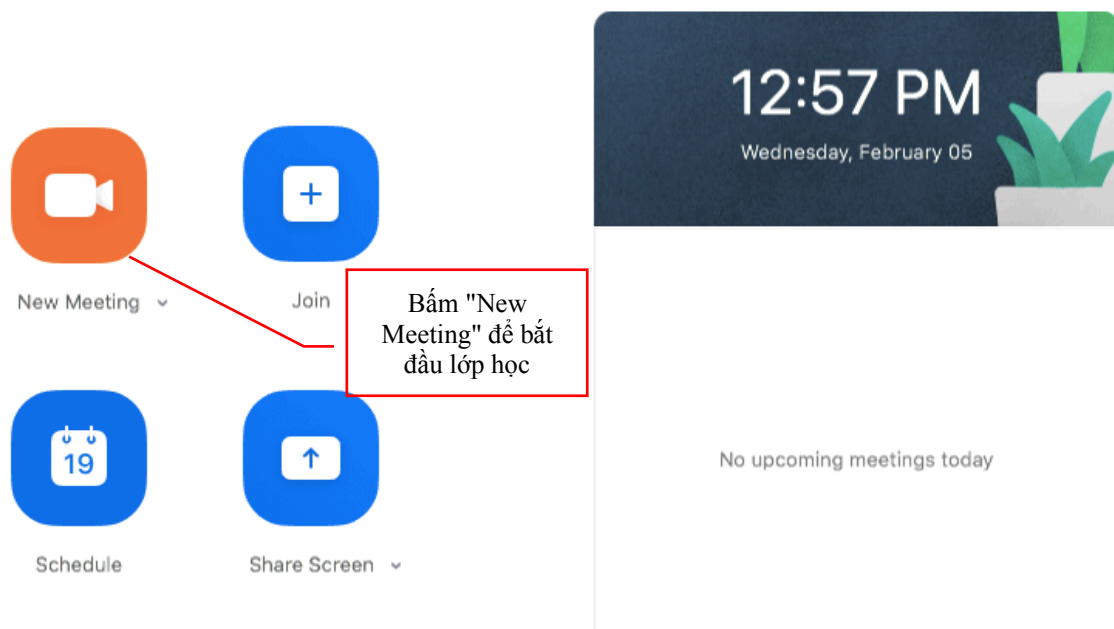 12:57 PM
Wednesday, February 05
New Meeting
Join
Bấm "New
Meeting" để bắt
đầu lớp học
19
No upcoming meetings today
Schedule
Share Screen